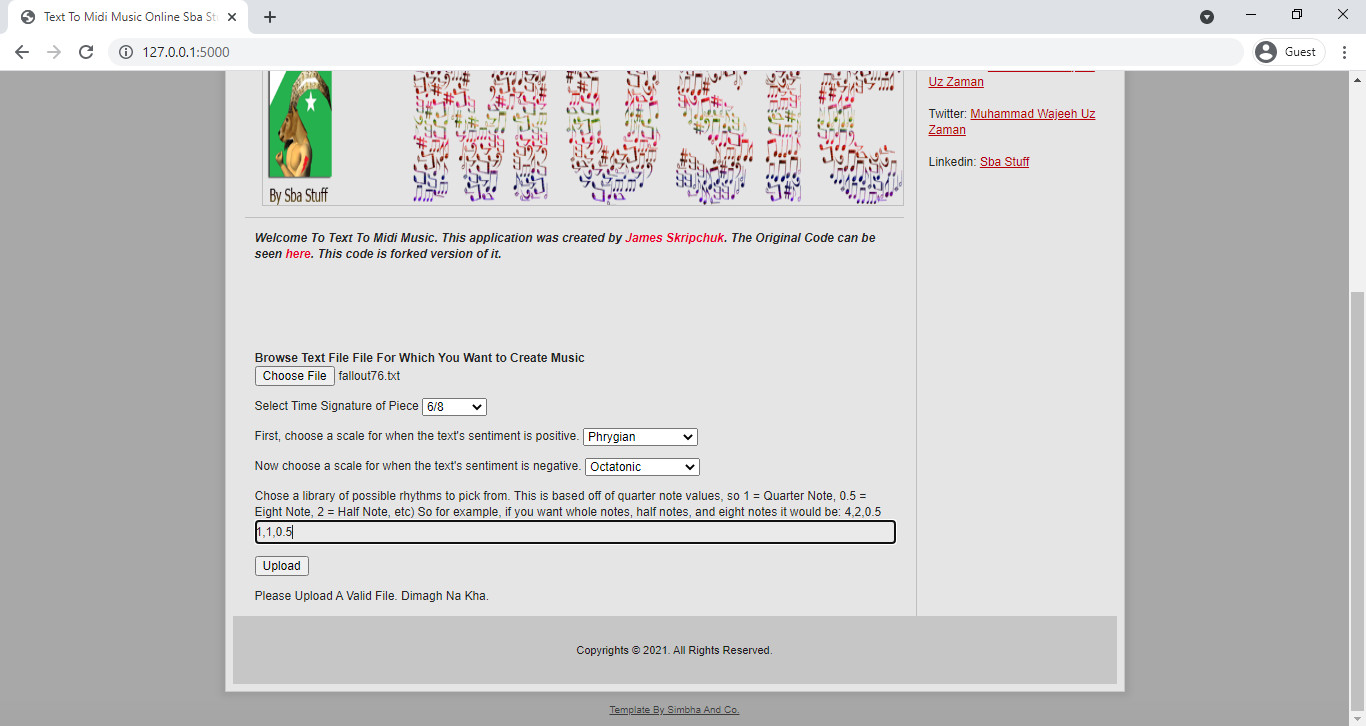 Text To Midi Music Online Sba St
127.0.0.1:5000
Guest
MUSIC
By Sba Stuff
Uz Zaman
Twitter: Muhammad Wajeeh Uz
Zaman
Linkedin: Sba Stuff
Welcome To Text To Midi Music. This application was created by James Skripchuk. The Original Code can be
seen here. This code is forked version of it.
Browse Text File File For Which You Want to Create Music
Choose File fallout76.txt
Select Time Signature of Piece 6/8
First, choose a scale for when the text's sentiment is positive. Phrygian
Now choose a scale for when the text's sentiment is negative. Octatonic
Chose a library of possible rhythms to pick from. This is based off of quarter note values, so 1 = Quarter Note, 0.5 =
Eight Note, 2 = Half Note, etc) So for example, if you want whole notes, half notes, and eight notes it would be: 4,2,0.5
1,1,0.5
Upload
Please Upload A Valid File. Dimagh Na Kha.
Copyrights © 2021. All Rights Reserved.
Template By Simbha And Co.